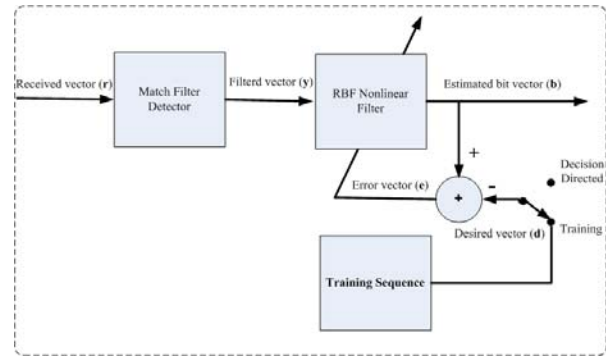 Received vector (r)
Match Filter
Detector
Filterd vector (y)
RBF Nonlinear
Filter
Estimated bit vector (b)
+
Decision
Directed
-
Error vector (e)
+
Desired vector (d)
Training
Training Sequence